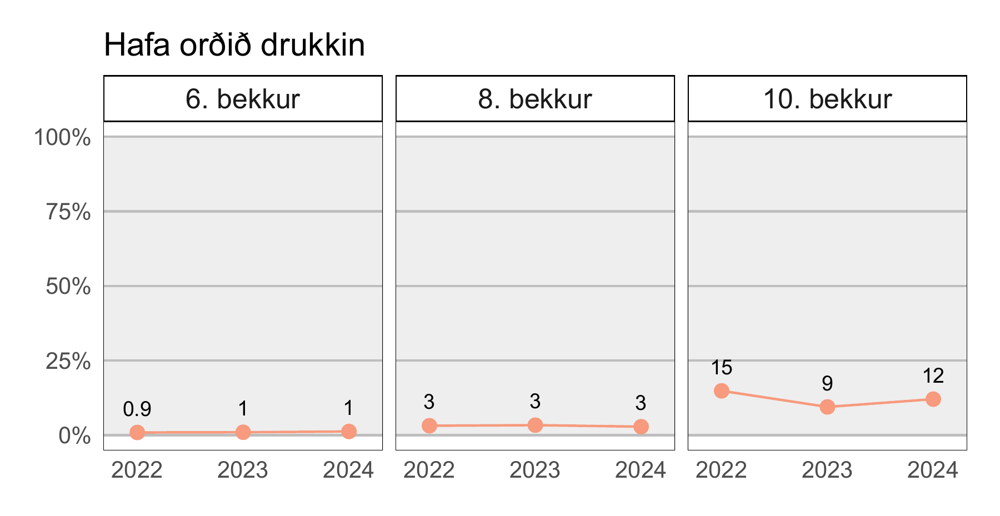 Hafa orðið drukkin
6. bekkur
8. bekkur
10. bekkur
100%
75%
50%
25%
0%
0.9 1 1
3 3 3
15 9 12
2022 2023 2024
2022 2023 2024
2022 2023 2024